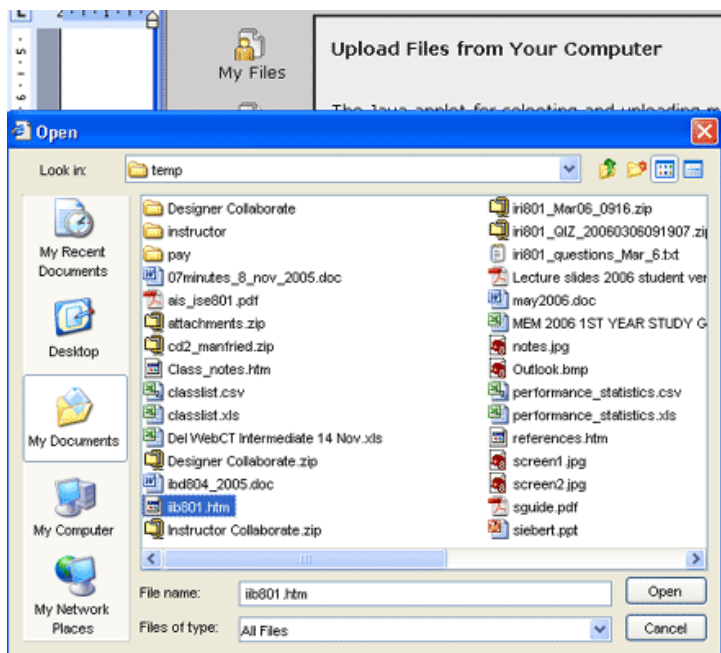 Upload Files from Your Computer
My Files
Open
Look in:
temp
My Recent
Documents
Desktop
My Documents
My Computer
My Network
Places
Designer Collaborate
instructor
pay
07minutes_8_nov_2005.doc
ais_ise801.pdf
attachments.zip
cd2_manfried.zip
Class_notes.htm
classlist.csv
classlist.xls
Del WebCT Intermediate 14 Nov.xls
Designer Collaborate.zip
ibd804_2005.doc
iib801.htm
Instructor Collaborate.zip
iri801_Mar06_0916.zip
iri801_QIZ_20060306091907.zip
iri801_questions_Mar_6.txt
Lecture slides 2006 student ver
may2006.doc
MEM 2006 1ST YEAR STUDY G
notes.jpg
Outlook.bmp
performance_statistics.csv
performance_statistics.xls
references.htm
screen1.jpg
screen2.jpg
sguide.pdf
siebert.ppt
File name:
iib801.htm
Open
Files of type:
All Files
Cancel